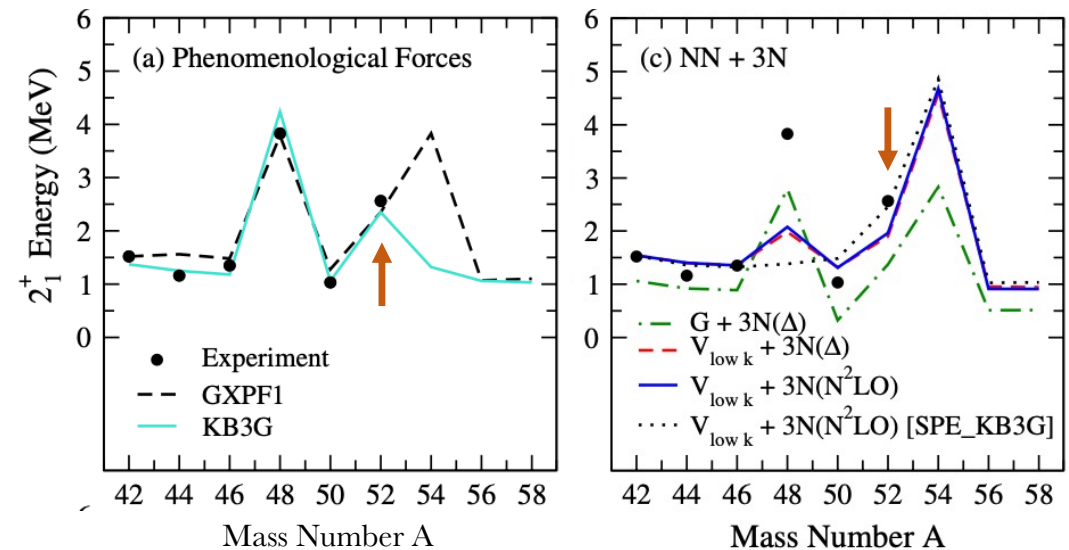 (a) Phenomenological Forces
6
5
4
3
2
1
0
2₁⁺ Energy (MeV)
Experiment
GXPF1
KB3G
42 44 46 48 50 52 54 56 58
Mass Number A
(c) NN + 3N
6
5
4
3
2
1
0
G + 3N(Δ)
V_low k + 3N(Δ)
V_low k + 3N(N²LO)
V_low k + 3N(N²LO) [SPE_KB3G]
42 44 46 48 50 52 54 56 58
Mass Number A